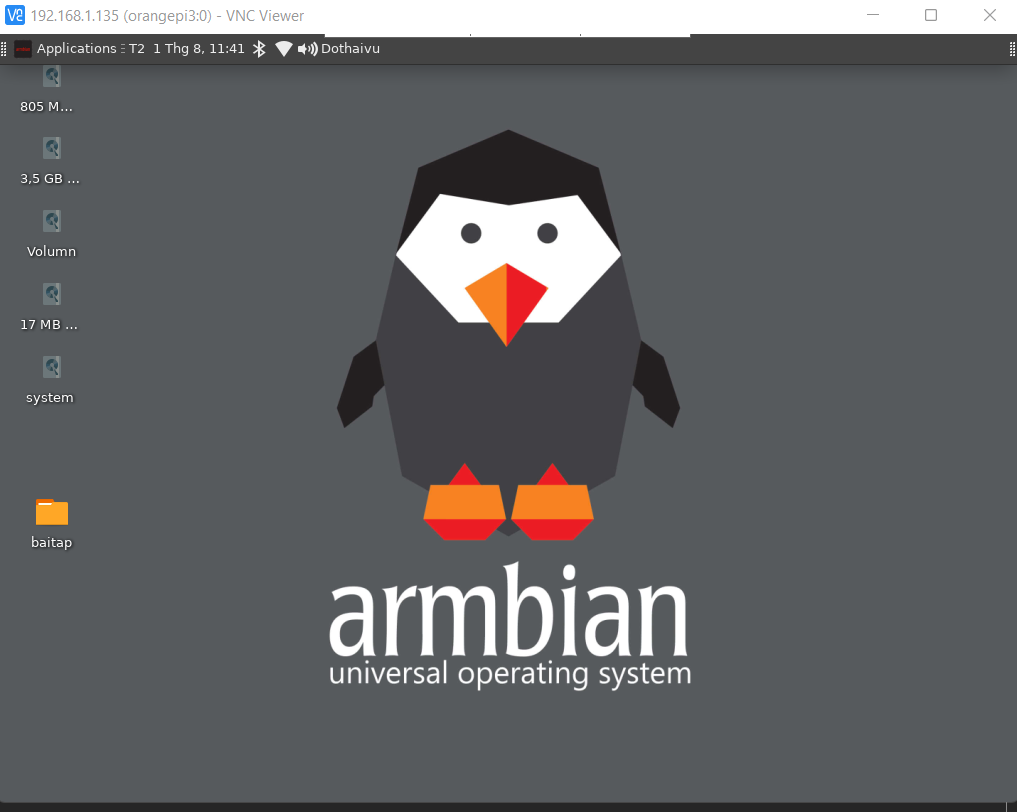 192.168.1.135 (orangepi3:0) - VNC Viewer
Applications T2 1 Thg 8, 11:41 Dothaivu
805 M...
3,5 GB ...
Volumn
17 MB ...
system
baitap
armbian
universal operating system